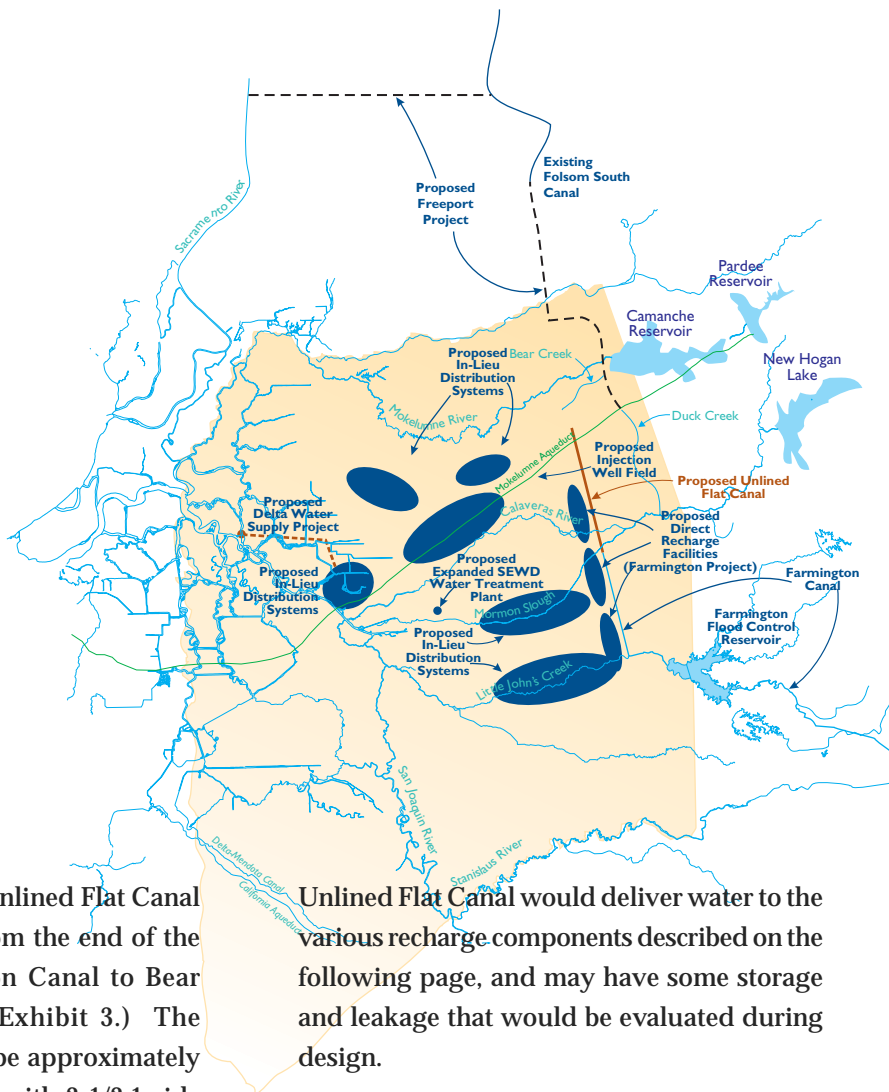 Existing
Folsom South
Canal
Proposed
Freeport
Project
Sacramento River
Pardee
Reservoir
Camanche
Reservoir
New Hogan
Lake
Proposed
In-Lieu
Distribution
Systems
Bear Creek
Mokelumne River
Duck Creek
Mokelumne Aqueduct
Proposed
Injection
Well Field
Proposed Unlined
Flat Canal
Proposed
Delta Water
Supply Project
Calaveras River
Proposed
Direct
Recharge
Facilities
(Farmington Project)
Proposed
Expanded SEWD
Water Treatment
Plant
Proposed
In-Lieu
Distribution
Systems
Farmington
Canal
Mormon Slough
Farmington
Flood Control
Reservoir
Proposed
In-Lieu
Distribution
Systems
Little John's Creek
San Joaquin River
Stanislaus River
Delta-Mendota Canal
California Aqueduct
nlined Flat Canal
om the end of the
on Canal to Bear
Exhibit 3.) The
be approximately
Unlined Flat Canal would deliver water to the
various recharge components described on the
following page, and may have some storage
and leakage that would be evaluated during
design.